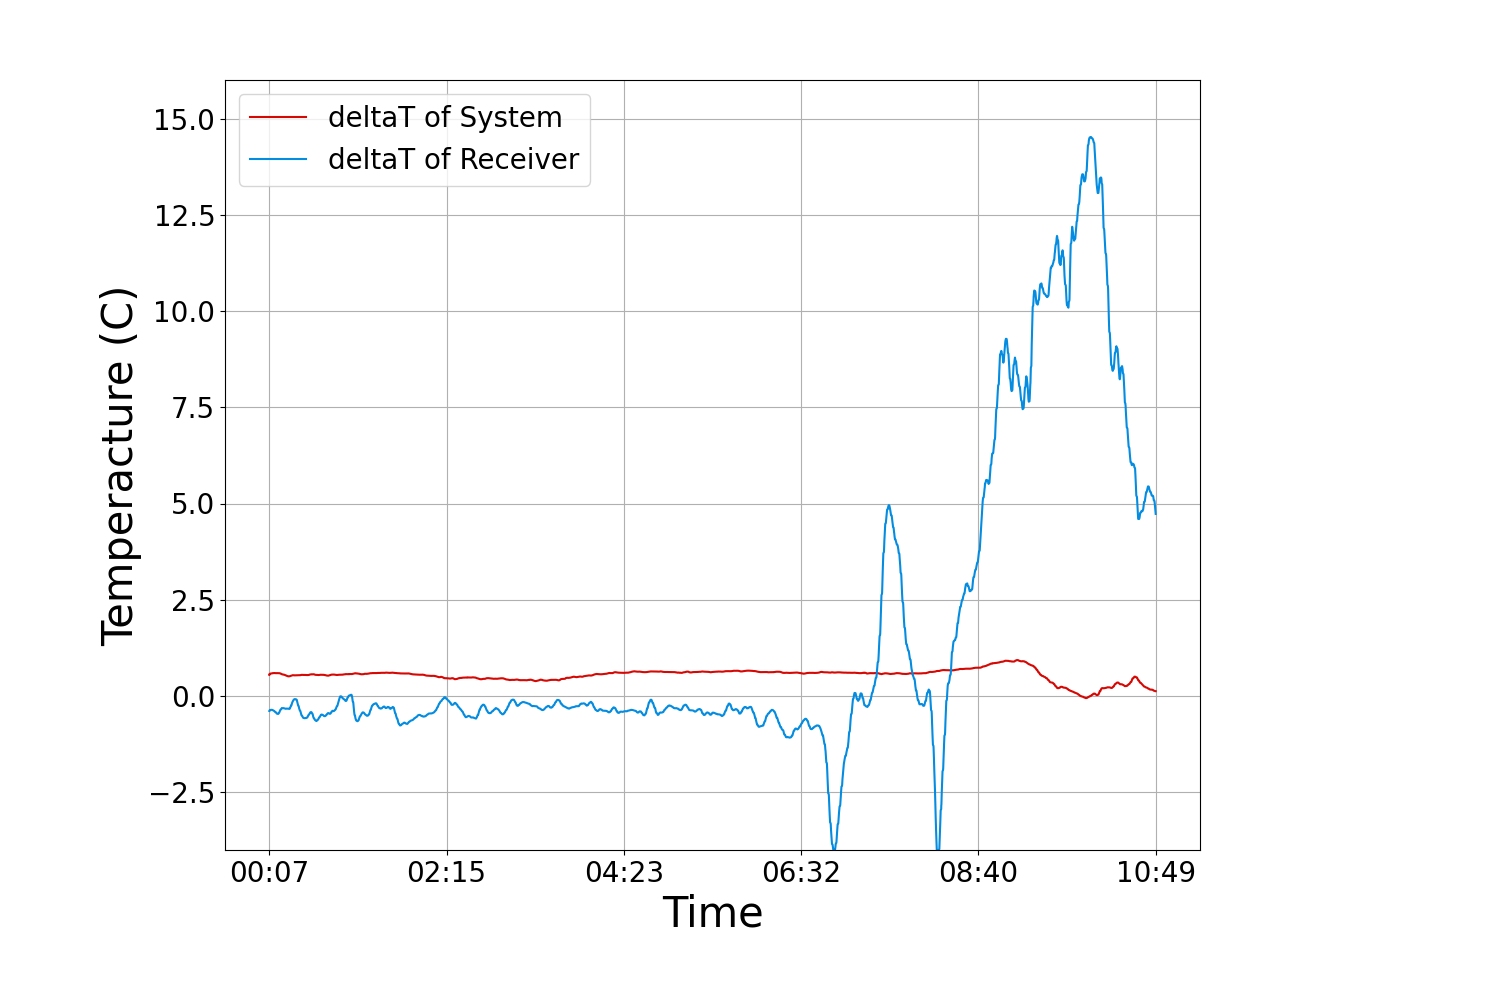 deltaT of System
deltaT of Receiver
15.0
12.5
10.0
7.5
5.0
2.5
0.0
−2.5
Temperacture (C)
00:07 02:15 04:23 06:32 08:40 10:49
Time